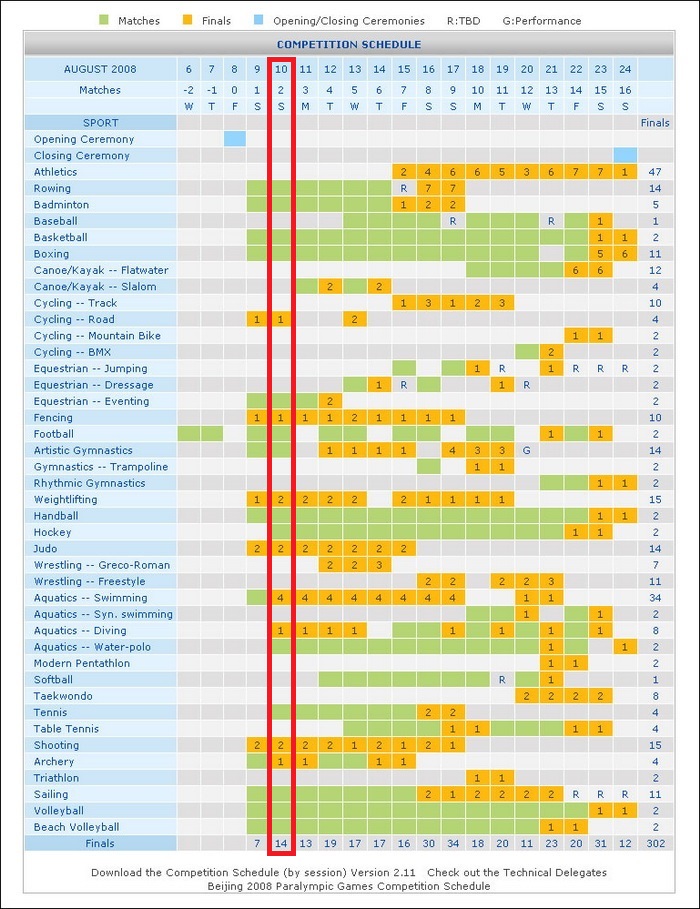 Matches Finals Opening/Closing Ceremonies R:TBD G:Performance
COMPETITION SCHEDULE
AUGUST 2008 6 7 8 9 10 11 12 13 14 15 16 17 18 19 20 21 22 23 24
Matches -2 -1 0 1 2 3 4 5 6 7 8 9 10 11 12 13 14 15 16
W T F S S M T W T F S S M T W T F S S
SPORT Finals
Opening Ceremony
Closing Ceremony
Athletics 2 4 6 6 5 3 6 7 7 1 47
Rowing R 7 7 14
Badminton 1 2 2 5
Baseball R R 1 1
Basketball 1 1 2
Boxing 5 6 11
Canoe/Kayak -- Flatwater 6 6 12
Canoe/Kayak -- Slalom 2 2 4
Cycling -- Track 1 3 1 2 3 10
Cycling -- Road 1 1 2 4
Cycling -- Mountain Bike 1 1 2
Cycling -- BMX 2 2
Equestrian -- Jumping 1 R 1 R R R 2
Equestrian -- Dressage 1 R 1 R 2
Equestrian -- Eventing 2 2
Fencing 1 1 1 1 2 1 1 1 1 10
Football 1 1 2
Artistic Gymnastics 1 1 1 1 4 3 3 G 14
Gymnastics -- Trampoline 1 1 2
Rhythmic Gymnastics 1 1 2
Weightlifting 1 2 2 2 2 2 1 1 1 1 15
Handball 1 1 2
Hockey 1 1 2
Judo 2 2 2 2 2 2 2 14
Wrestling -- Greco-Roman 2 2 3 7
Wrestling -- Freestyle 2 2 2 2 3 11
Aquatics -- Swimming 4 4 4 4 4 4 4 4 1 1 34
Aquatics -- Syn. swimming 1 1 2
Aquatics -- Diving 1 1 1 1 1 1 1 1 8
Aquatics -- Water-polo 1 1 2
Modern Pentathlon 1 1 2
Softball R 1 1
Taekwondo 2 2 2 2 8
Tennis 2 2 4
Table Tennis 1 1 1 1 4
Shooting 2 2 2 2 1 2 1 2 1 15
Archery 1 1 1 1 4
Triathlon 1 1 2
Sailing 2 1 2 2 2 2 R R R 11
Volleyball 1 1 2
Beach Volleyball 1 1 2
Finals 7 14 13 19 17 17 16 30 34 18 20 11 23 20 31 12 302
Download the Competition Schedule (by session) Version 2.11 Check out the Technical Delegates
Beijing 2008 Paralympic Games Competition Schedule